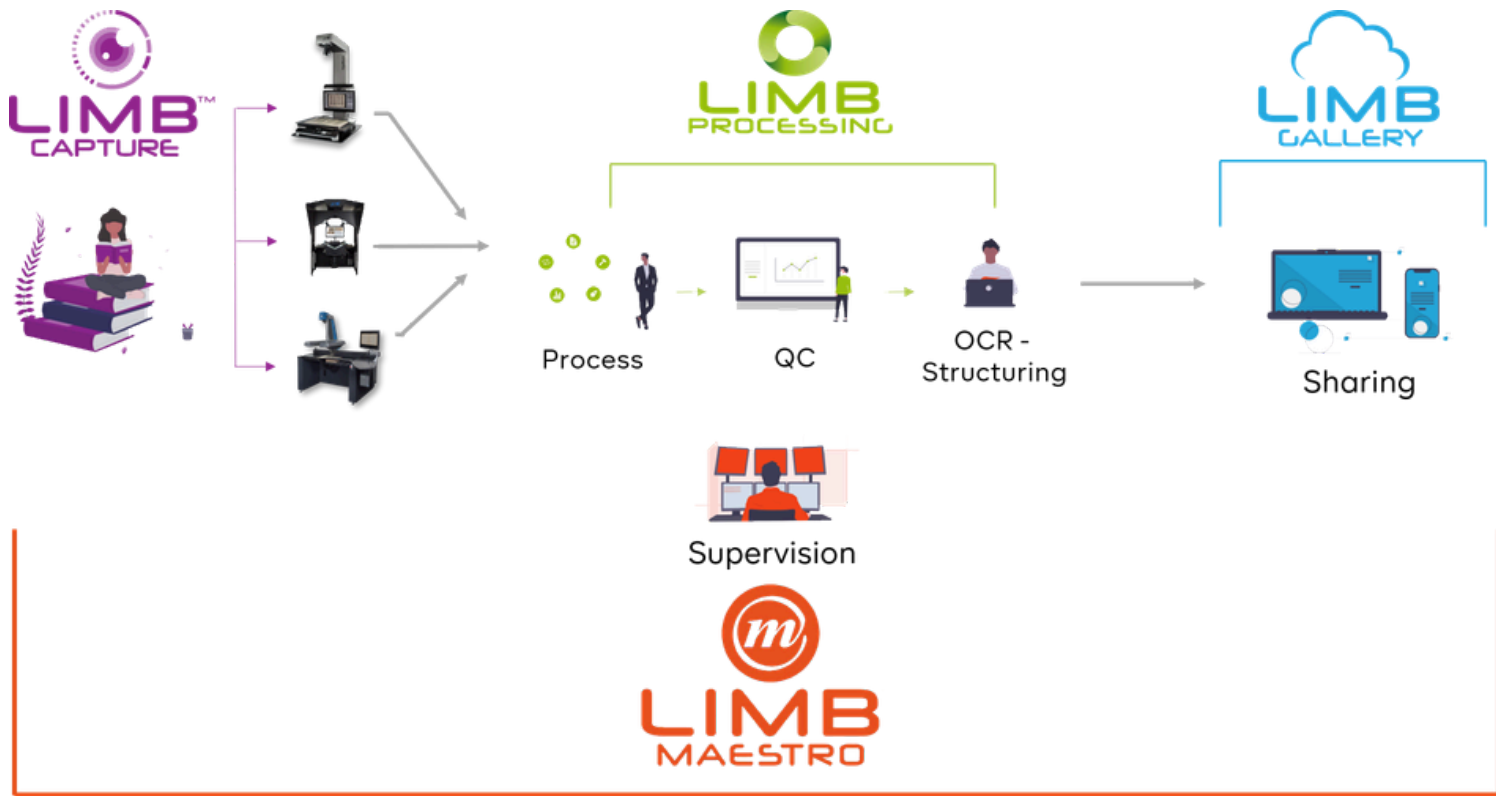 LIMB™
CAPTURE
LIMB
PROCESSING
LIMB
GALLERY
Process
QC
OCR -
Structuring
Sharing
Supervision
m
LIMB
MAESTRO